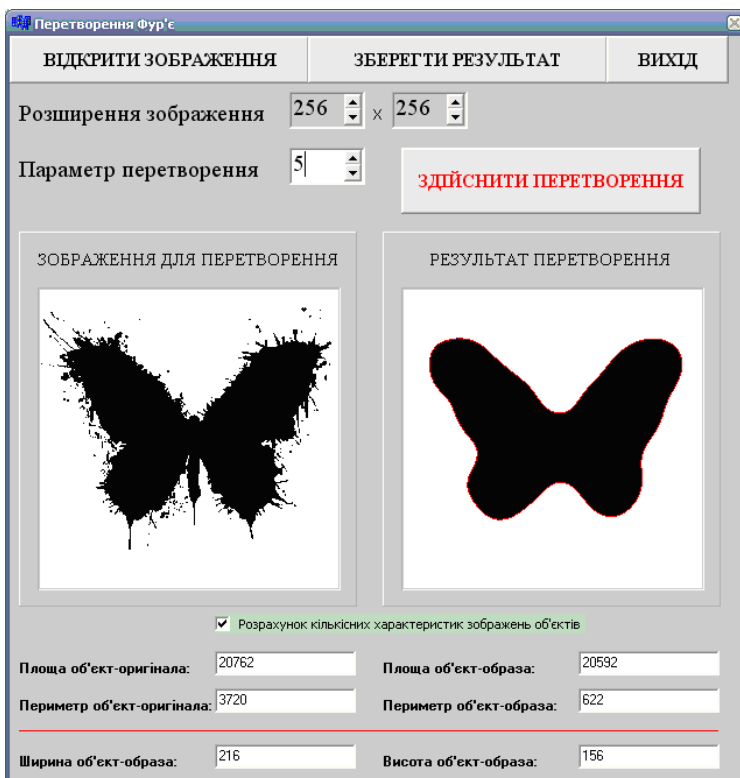 Перетворення Фур'є
ВІДКРИТИ ЗОБРАЖЕННЯ ЗБЕРЕГТИ РЕЗУЛЬТАТ ВИХІД
Розширення зображення 256 x 256
Параметр перетворення 5
ЗДІЙСНИТИ ПЕРЕТВОРЕННЯ
ЗОБРАЖЕННЯ ДЛЯ ПЕРЕТВОРЕННЯ РЕЗУЛЬТАТ ПЕРЕТВОРЕННЯ
Розрахунок кількісних характеристик зображень об'єктів
Площа об'єкт-оригінала: 20762 Площа об'єкт-образа: 20592
Периметр об'єкт-оригінала: 3720 Периметр об'єкт-образа: 622
Ширина об'єкт-образа: 216 Висота об'єкт-образа: 156